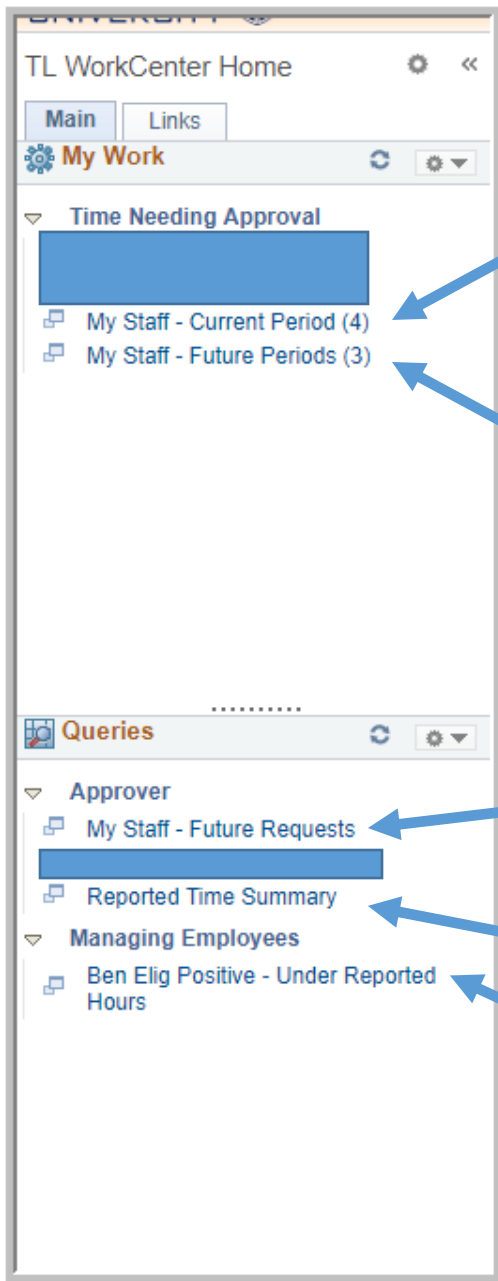 UNIVERSITY
TL WorkCenter Home
Main Links
My Work
Time Needing Approval
My Staff - Current Period (4)
My Staff - Future Periods (3)
Queries
Approver
My Staff - Future Requests
Reported Time Summary
Managing Employees
Ben Elig Positive - Under Reported
Hours